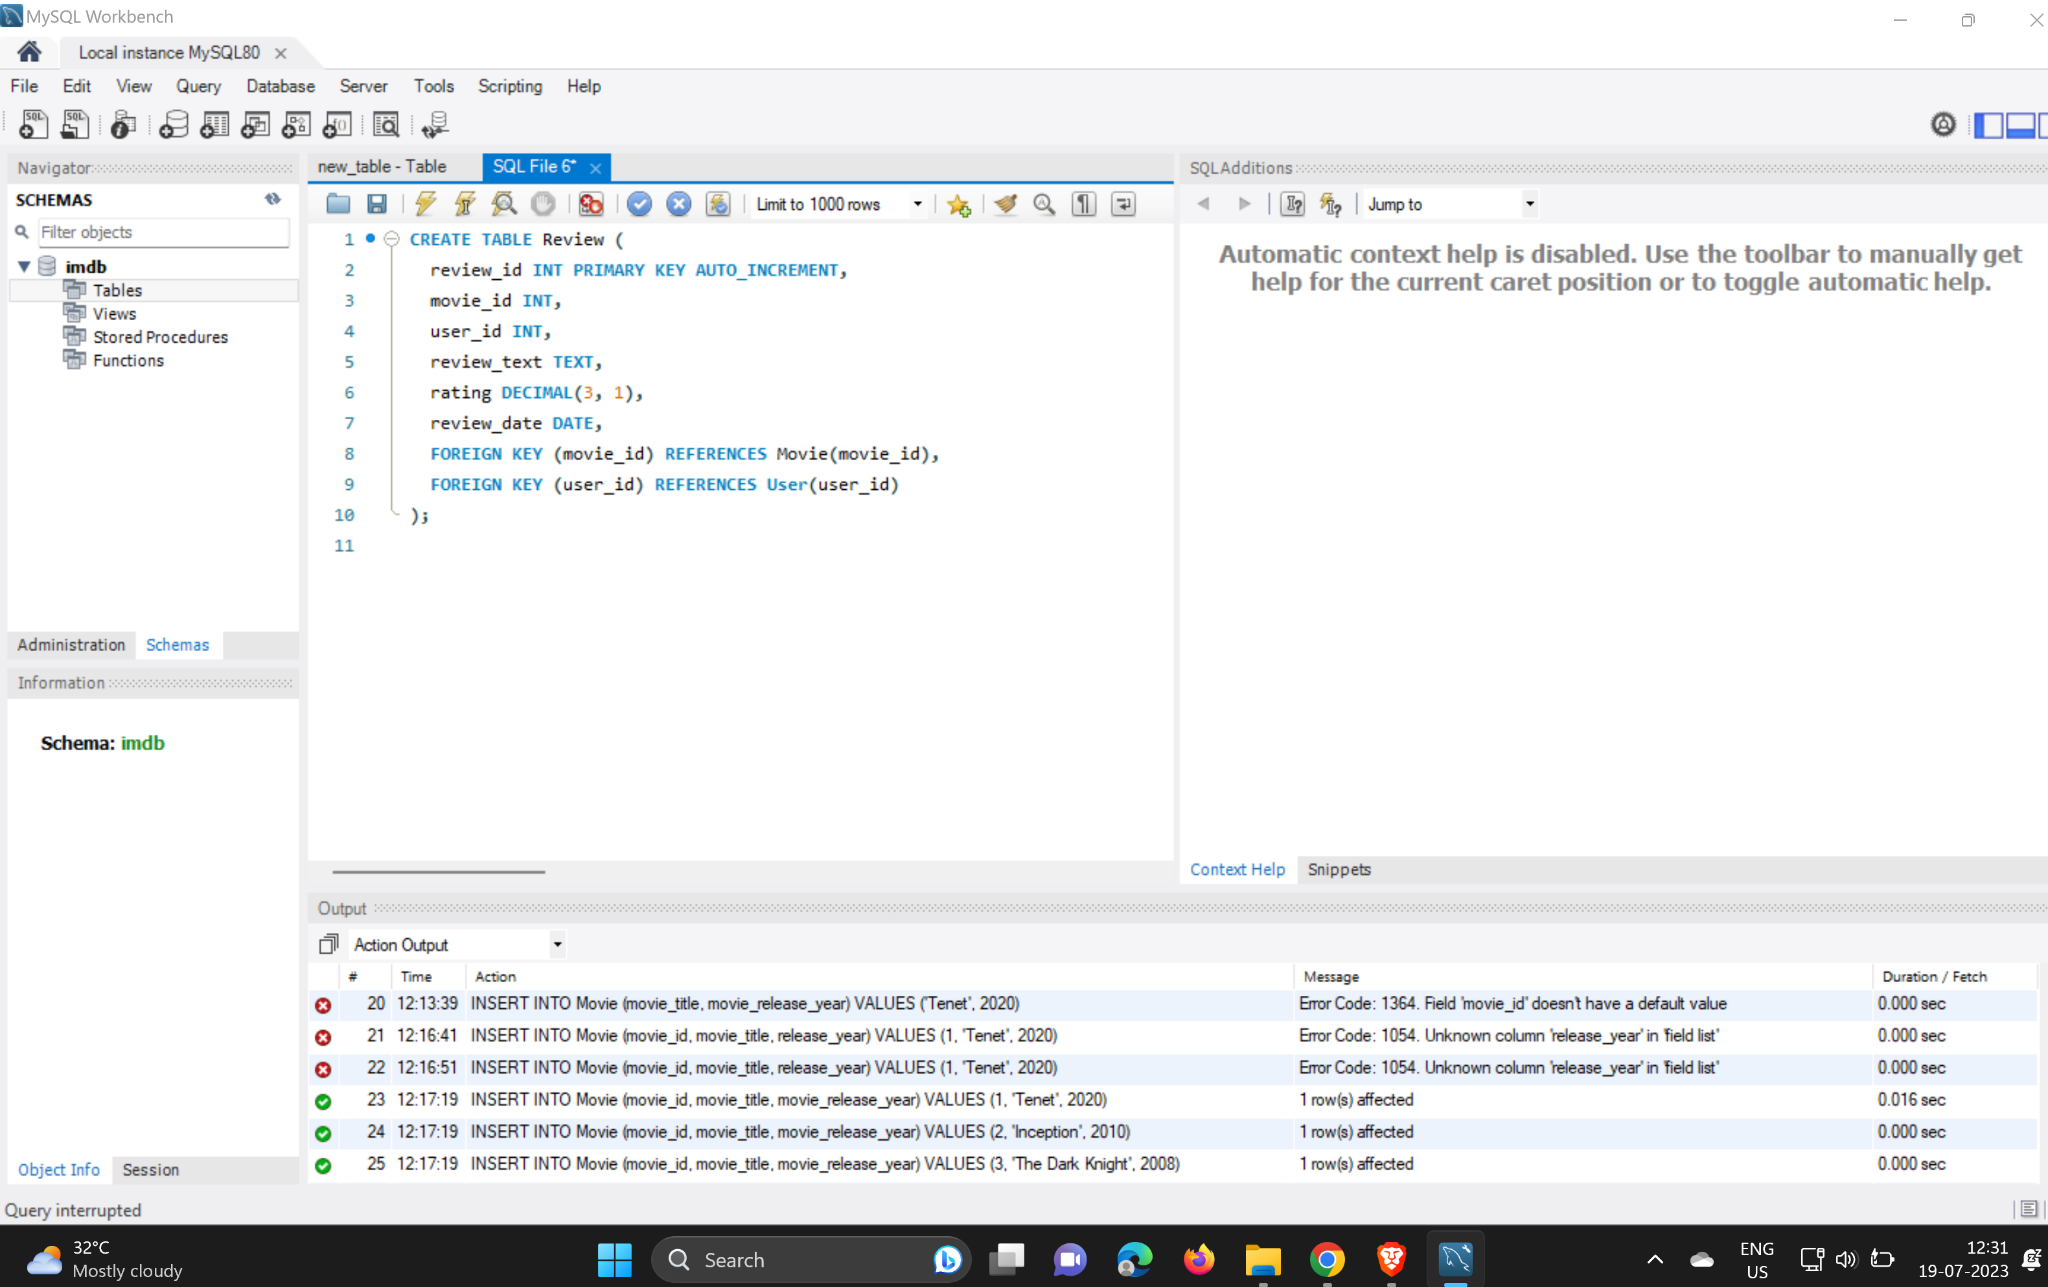 MySQL Workbench
Local instance MySQL80
File Edit View Query Database Server Tools Scripting Help
Navigator
SCHEMAS
Filter objects
imdb
Tables
Views
Stored Procedures
Functions
Administration Schemas
Information
Schema: imdb
Object Info Session
new_table - Table SQL File 6*
Limit to 1000 rows
1 CREATE TABLE Review (
2 review_id INT PRIMARY KEY AUTO_INCREMENT,
3 movie_id INT,
4 user_id INT,
5 review_text TEXT,
6 rating DECIMAL(3, 1),
7 review_date DATE,
8 FOREIGN KEY (movie_id) REFERENCES Movie(movie_id),
9 FOREIGN KEY (user_id) REFERENCES User(user_id)
10 );
11
SQLAdditions
Jump to
Automatic context help is disabled. Use the toolbar to manually get
help for the current caret position or to toggle automatic help.
Context Help Snippets
Output
Action Output
# Time Action Message Duration / Fetch
20 12:13:39 INSERT INTO Movie (movie_title, movie_release_year) VALUES ('Tenet', 2020) Error Code: 1364. Field 'movie_id' doesn't have a default value 0.000 sec
21 12:16:41 INSERT INTO Movie (movie_id, movie_title, release_year) VALUES (1, 'Tenet', 2020) Error Code: 1054. Unknown column 'release_year' in 'field list' 0.000 sec
22 12:16:51 INSERT INTO Movie (movie_id, movie_title, release_year) VALUES (1, 'Tenet', 2020) Error Code: 1054. Unknown column 'release_year' in 'field list' 0.000 sec
23 12:17:19 INSERT INTO Movie (movie_id, movie_title, movie_release_year) VALUES (1, 'Tenet', 2020) 1 row(s) affected 0.016 sec
24 12:17:19 INSERT INTO Movie (movie_id, movie_title, movie_release_year) VALUES (2, 'Inception', 2010) 1 row(s) affected 0.000 sec
25 12:17:19 INSERT INTO Movie (movie_id, movie_title, movie_release_year) VALUES (3, 'The Dark Knight', 2008) 1 row(s) affected 0.000 sec
Query interrupted
32°C
Mostly cloudy
Search
ENG
US
12:31
19-07-2023